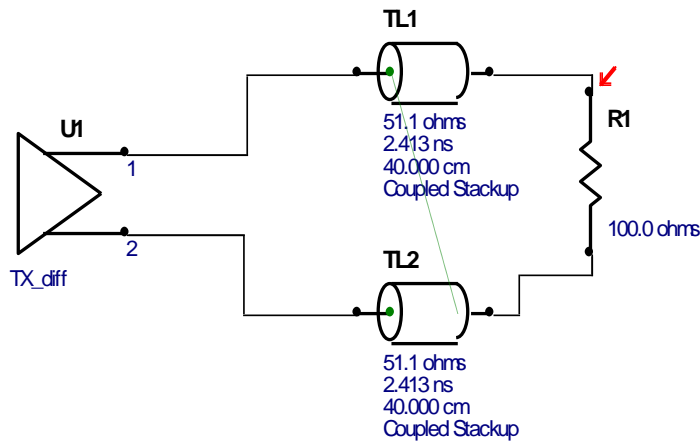 TL1
51.1 ohms
2.413 ns
40.000 cm
Coupled Stackup
U1
1
2
TX_diff
R1
100.0 ohms
TL2
51.1 ohms
2.413 ns
40.000 cm
Coupled Stackup